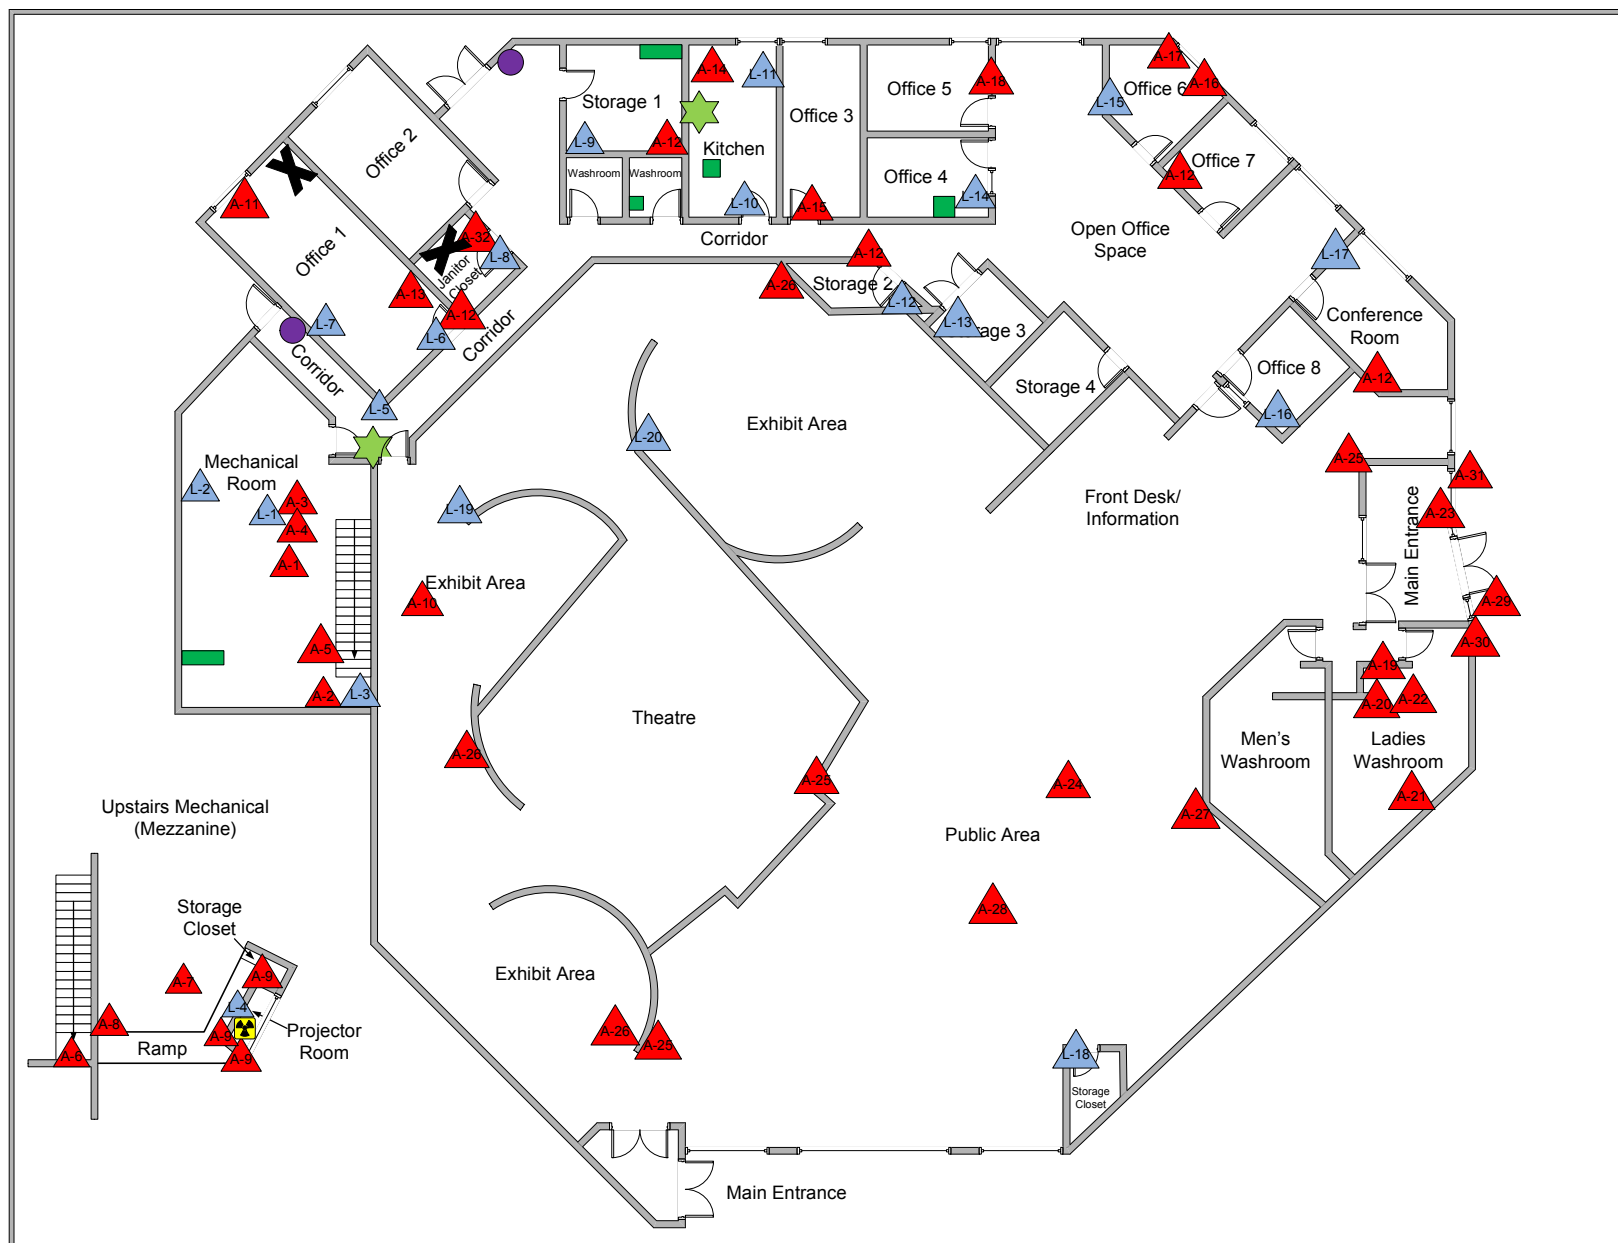 A-17
A-14
L-11
A-18
A-16
Office 5
Office 6
L-15
Storage 1
Office 3
L-9
A-12
Kitchen
Office 2
Office 7
A-12
Washroom
Washroom
Office 4
L-14
A-11
L-10
A-15
Office 1
A-32
Corridor
Open Office
Space
L-8
A-12
L-17
Janitor
Closet
A-13
A-26
Storage 2
L-12
A-12
L-7
L-6
Corridor
L-13
Storage 3
Conference
Room
Corridor
Office 8
A-12
Storage 4
L-5
L-16
Exhibit Area
L-20
Mechanical
Room
A-25
A-31
L-2
A-3
L-1
A-4
L-19
Front Desk/
Information
A-23
A-1
Exhibit Area
Main Entrance
A-10
A-29
A-5
A-30
A-19
A-2
L-3
A-20
A-22
Theatre
Men's
Washroom
Ladies
Washroom
A-26
A-25
A-24
A-21
Upstairs Mechanical
(Mezzanine)
A-27
Public Area
Storage
Closet
A-28
A-7
A-9
Exhibit Area
L-4
A-8
A-9
Projector
Room
A-6
Ramp
A-9
A-26
A-25
L-18
Storage
Closet
Main Entrance